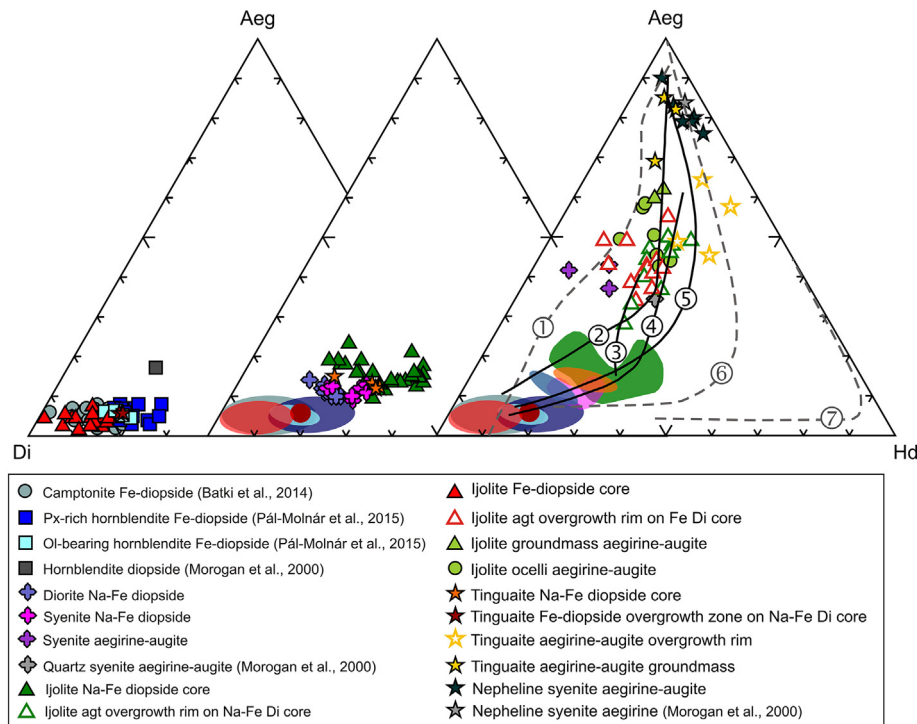 Aeg
Aeg
①
②
③
④
⑤
⑥
⑦
Di
Hd
Camptonite Fe-diopside (Batki et al., 2014)
Px-rich hornblendite Fe-diopside (Pál-Molnár et al., 2015)
Ol-bearing hornblendite Fe-diopside (Pál-Molnár et al., 2015)
Hornblendite diopside (Morogan et al., 2000)
Diorite Na-Fe diopside
Syenite Na-Fe diopside
Syenite aegirine-augite
Quartz syenite aegirine-augite (Morogan et al., 2000)
Ijolite Na-Fe diopside core
Ijolite agt overgrowth rim on Na-Fe Di core
Ijolite Fe-diopside core
Ijolite agt overgrowth rim on Fe Di core
Ijolite groundmass aegirine-augite
Ijolite ocelli aegirine-augite
Tinguaite Na-Fe diopside core
Tinguaite Fe-diopside overgrowth zone on Na-Fe Di core
Tinguaite aegirine-augite overgrowth rim
Tinguaite aegirine-augite groundmass
Nepheline syenite aegirine-augite
Nepheline syenite aegirine (Morogan et al., 2000)